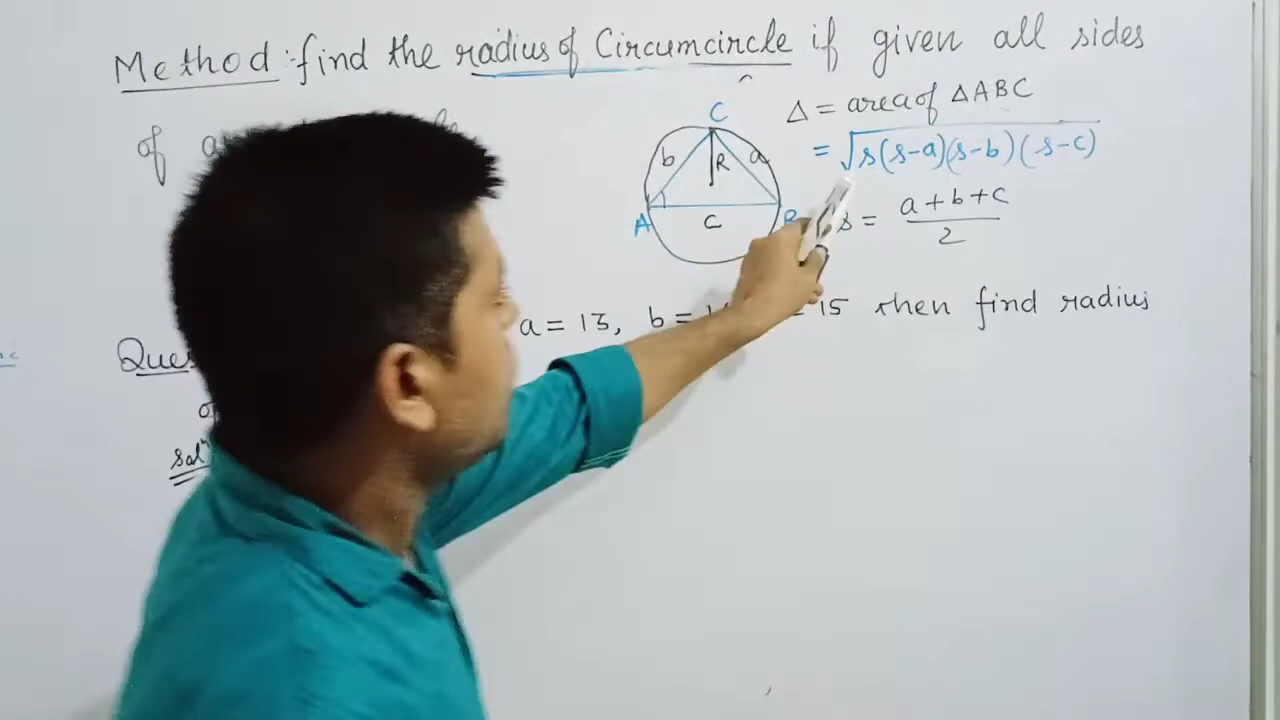 Method :- find the radius of Circumcircle if given all sides
of
Δ = area of ΔABC
= √s(s-a)(s-b)(s-c)
s = a+b+c
2
C
b
R
a
A
C
B
a = 13, b = 15 then find radius